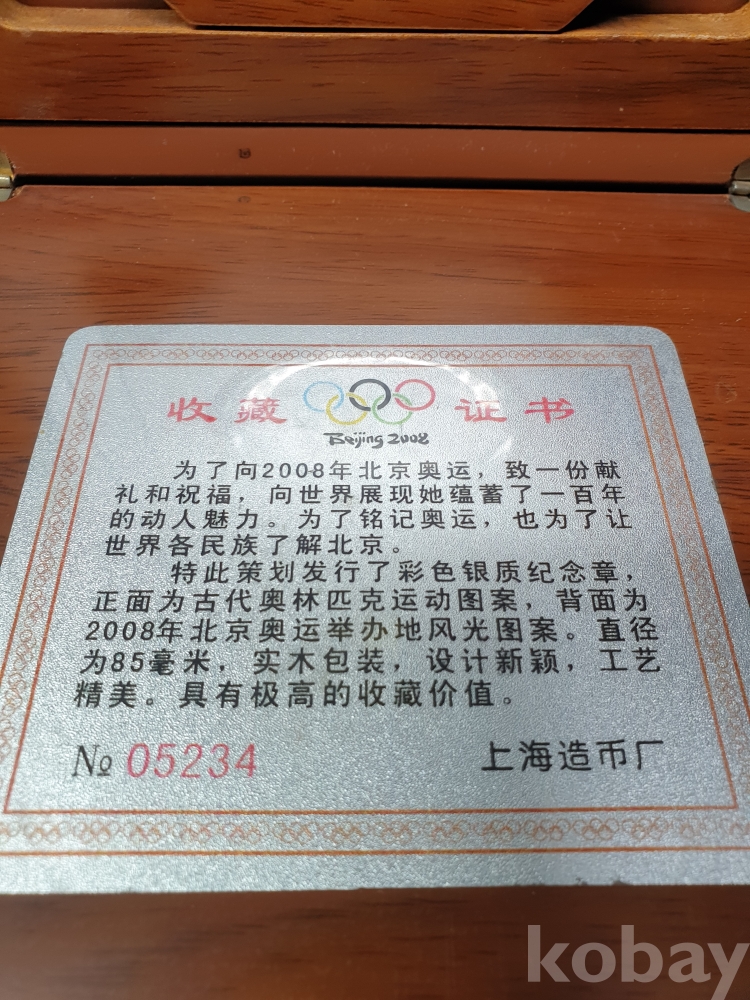 收藏 证书
Beijing 2008
为了向2008年北京奥运，致一份献
礼和祝福，向世界展现她蕴蓄了一百年
的动人魅力。为了铭记奥运，也为了让
世界各民族了解北京。
特此策划发行了彩色银质纪念章，
正面为古代奥林匹克运动图案，背面为
2008年北京奥运举办地风光图案。直径
为85毫米，实木包装，设计新颖，工艺
精美。具有极高的收藏价值。
№ 05234 上海造币厂
kobay